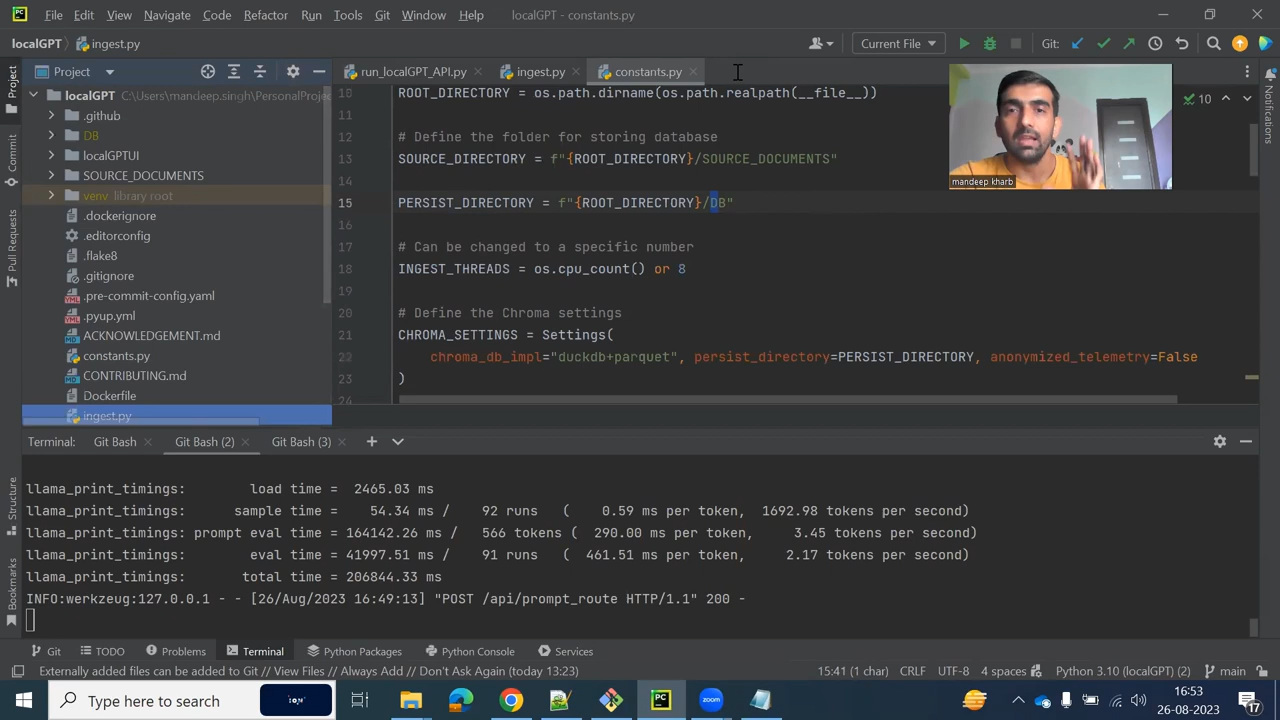 PC File Edit View Navigate Code Refactor Run Tools Git Window Help localGPT - constants.py
localGPT ingest.py Current File Git:
Project run_localGPT_API.py ingest.py constants.py
localGPT C:\Users\mandeep.singh\PersonalProjec
.github
DB
localGPTUI
SOURCE_DOCUMENTS
venv library root
.dockerignore
.editorconfig
.flake8
.gitignore
.pre-commit-config.yaml
.pyup.yml
ACKNOWLEDGEMENT.md
constants.py
CONTRIBUTING.md
Dockerfile
ingest.py
Project
Commit
Pull Requests
Structure
Bookmarks
10 ROOT_DIRECTORY = os.path.dirname(os.path.realpath(__file__))
11
12 # Define the folder for storing database
13 SOURCE_DIRECTORY = f"{ROOT_DIRECTORY}/SOURCE_DOCUMENTS"
14
15 PERSIST_DIRECTORY = f"{ROOT_DIRECTORY}/DB"
16
17 # Can be changed to a specific number
18 INGEST_THREADS = os.cpu_count() or 8
19
20 # Define the Chroma settings
21 CHROMA_SETTINGS = Settings(
22 chroma_db_impl="duckdb+parquet", persist_directory=PERSIST_DIRECTORY, anonymized_telemetry=False
23 )
24
10
mandeep kharb
Notifications
Terminal: Git Bash Git Bash (2) Git Bash (3)
llama_print_timings: load time = 2465.03 ms
llama_print_timings: sample time = 54.34 ms / 92 runs ( 0.59 ms per token, 1692.98 tokens per second)
llama_print_timings: prompt eval time = 164142.26 ms / 566 tokens ( 290.00 ms per token, 3.45 tokens per second)
llama_print_timings: eval time = 41997.51 ms / 91 runs ( 461.51 ms per token, 2.17 tokens per second)
llama_print_timings: total time = 206844.33 ms
INFO:werkzeug:127.0.0.1 - - [26/Aug/2023 16:49:13] "POST /api/prompt_route HTTP/1.1" 200 -
Git TODO Problems Terminal Python Packages Python Console Services
Externally added files can be added to Git // View Files // Always Add // Don't Ask Again (today 13:23) 15:41 (1 char) CRLF UTF-8 4 spaces Python 3.10 (localGPT) (2) main
Type here to search
16:53
26-08-2023
17